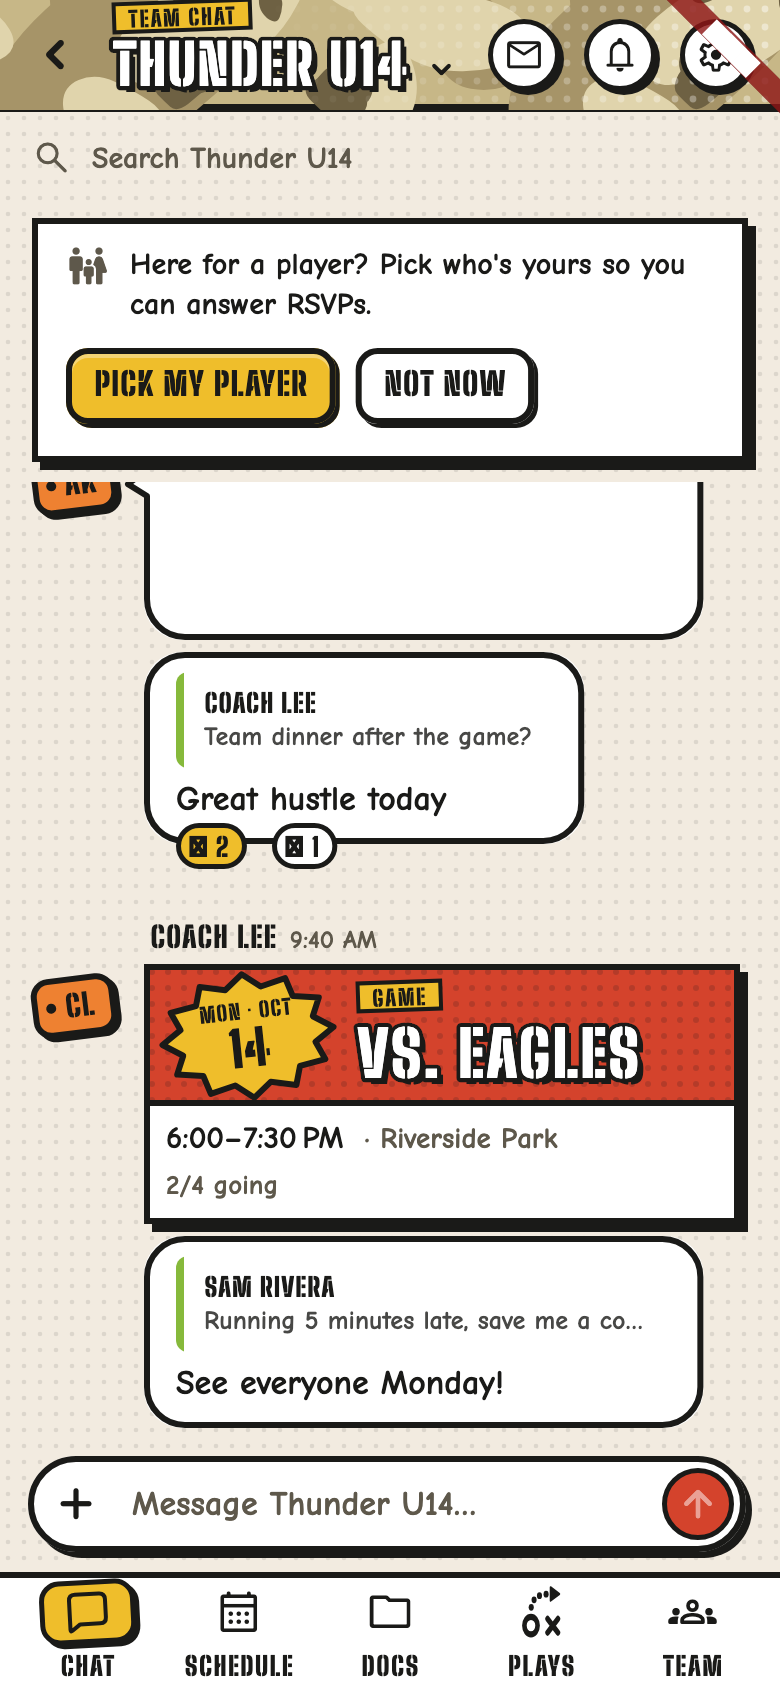 TEAM CHAT
THUNDER U14
Search Thunder U14
Here for a player? Pick who's yours so you
can answer RSVPs.
PICK MY PLAYER
NOT NOW
COACH LEE
Team dinner after the game?
Great hustle today
2
1
COACH LEE 9:40 AM
• CL
MON · OCT
14
GAME
VS. EAGLES
6:00–7:30 PM · Riverside Park
2/4 going
SAM RIVERA
Running 5 minutes late, save me a co...
See everyone Monday!
Message Thunder U14...
CHAT
SCHEDULE
DOCS
PLAYS
TEAM